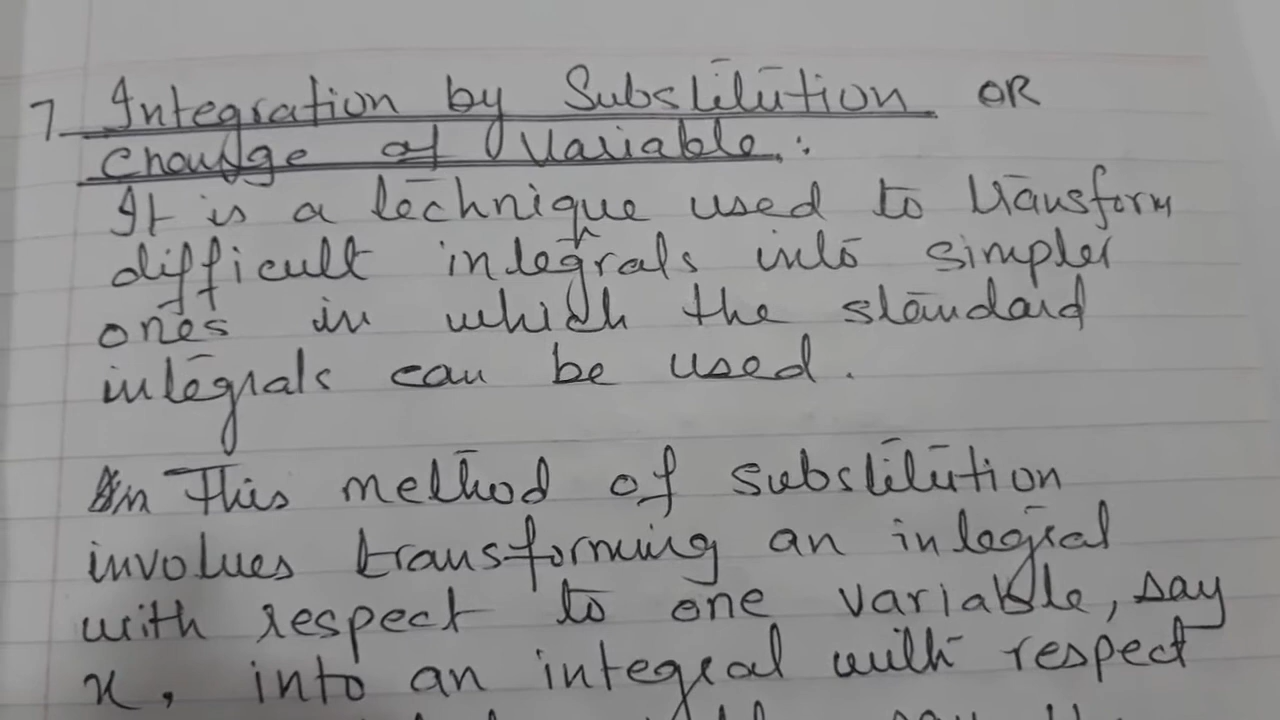 7 Integration by Substitution OR
change of Variable :
It is a technique used to transform
difficult integrals into simpler
ones in which the standard
integrals can be used.
In This method of substitution
involves transforming an integral
with respect to one variable, say
x, into an integral with respect